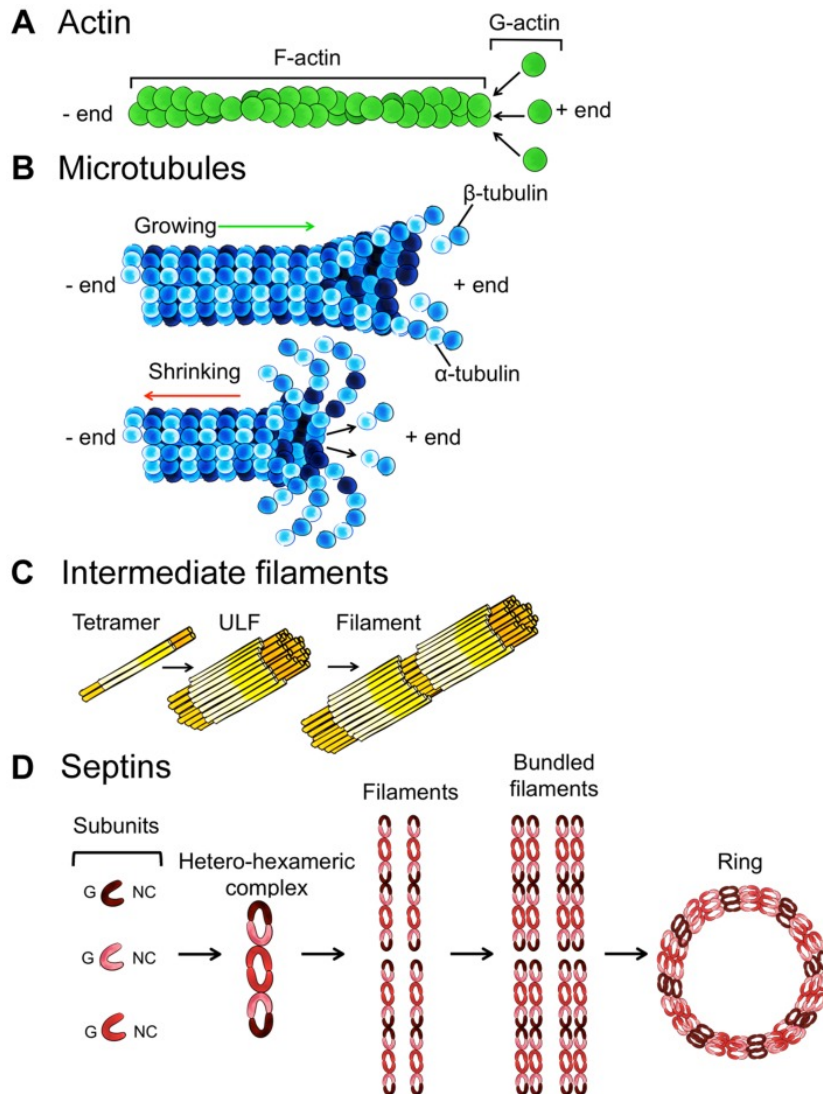 A Actin
G-actin
F-actin
- end
+ end
B Microtubules
β-tubulin
Growing
- end
+ end
α-tubulin
Shrinking
- end
+ end
C Intermediate filaments
Tetramer
ULF
Filament
D Septins
Bundled
filaments
Filaments
Subunits
Hetero-hexameric
complex
Ring
G NC
G NC
G NC